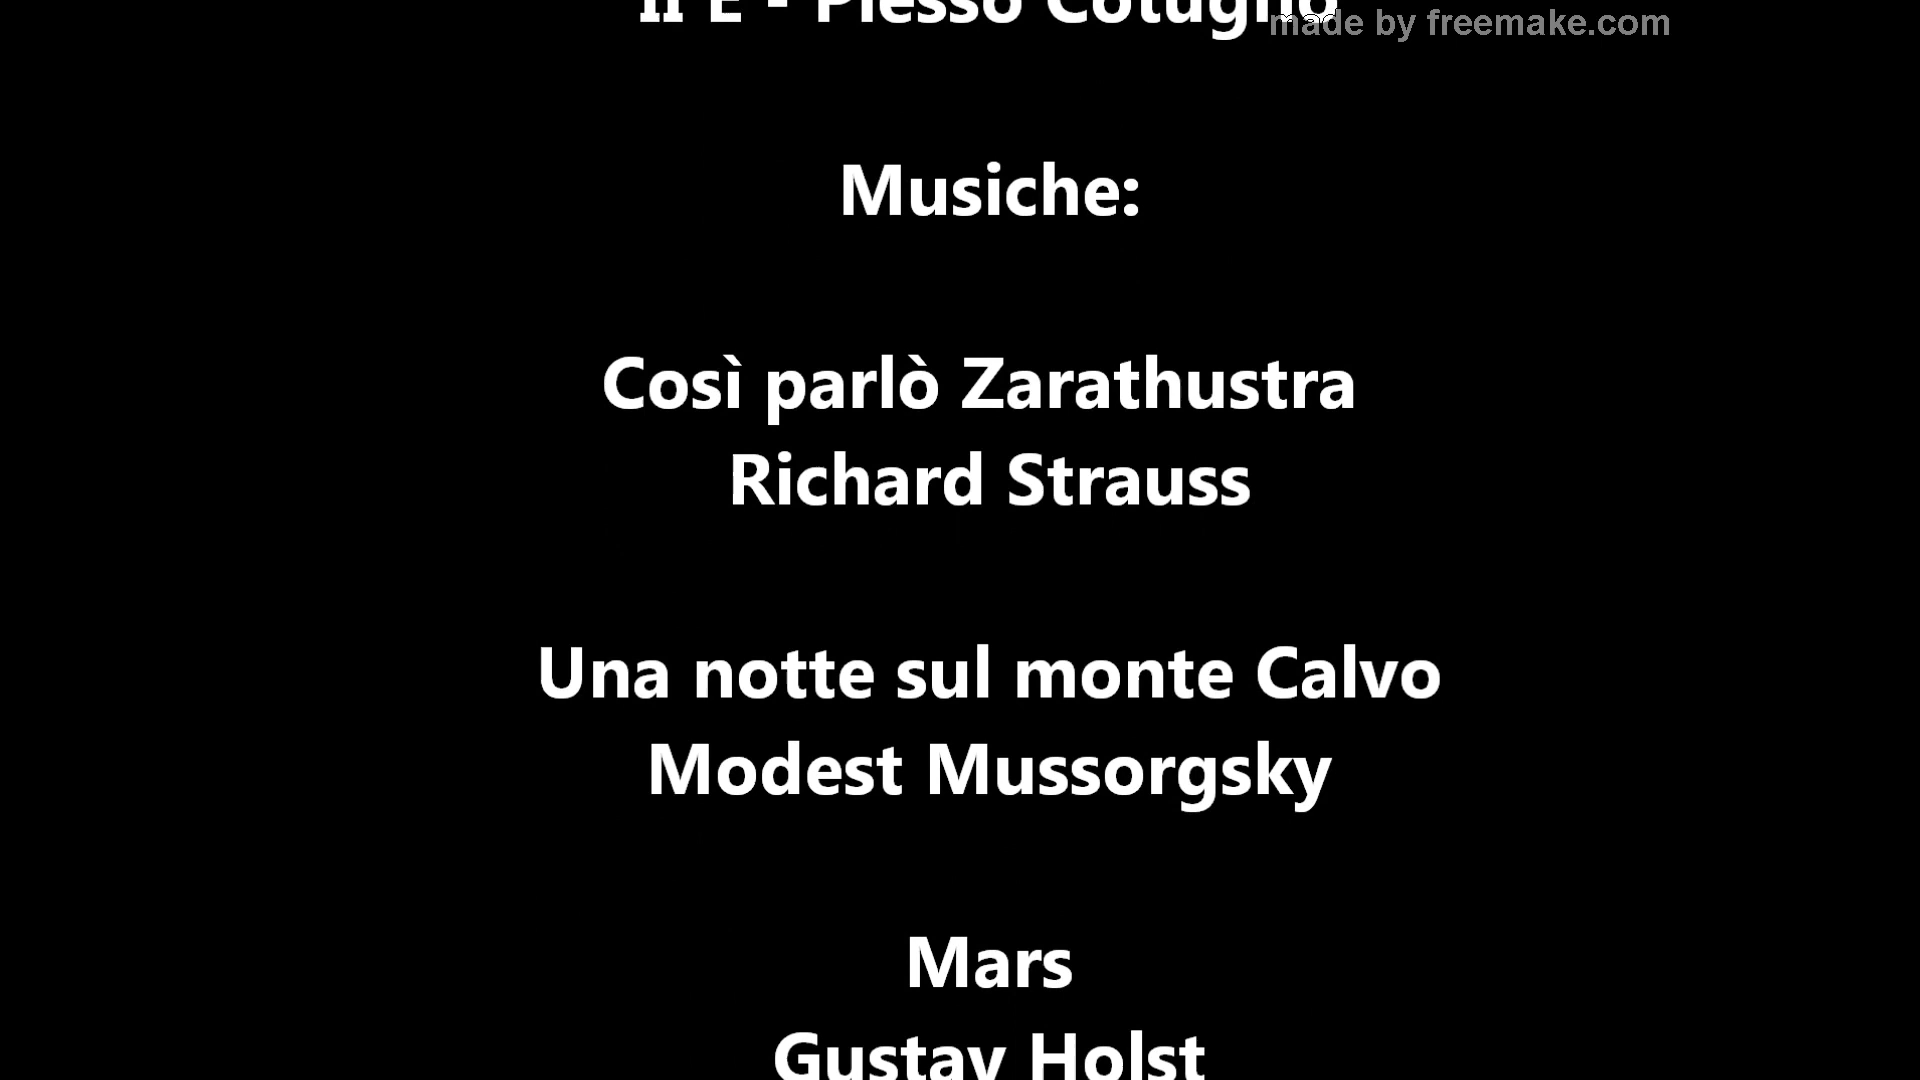 II E - Plesso Cotugno
made by freemake.com
Musiche:
Così parlò Zarathustra
Richard Strauss
Una notte sul monte Calvo
Modest Mussorgsky
Mars
Gustav Holst